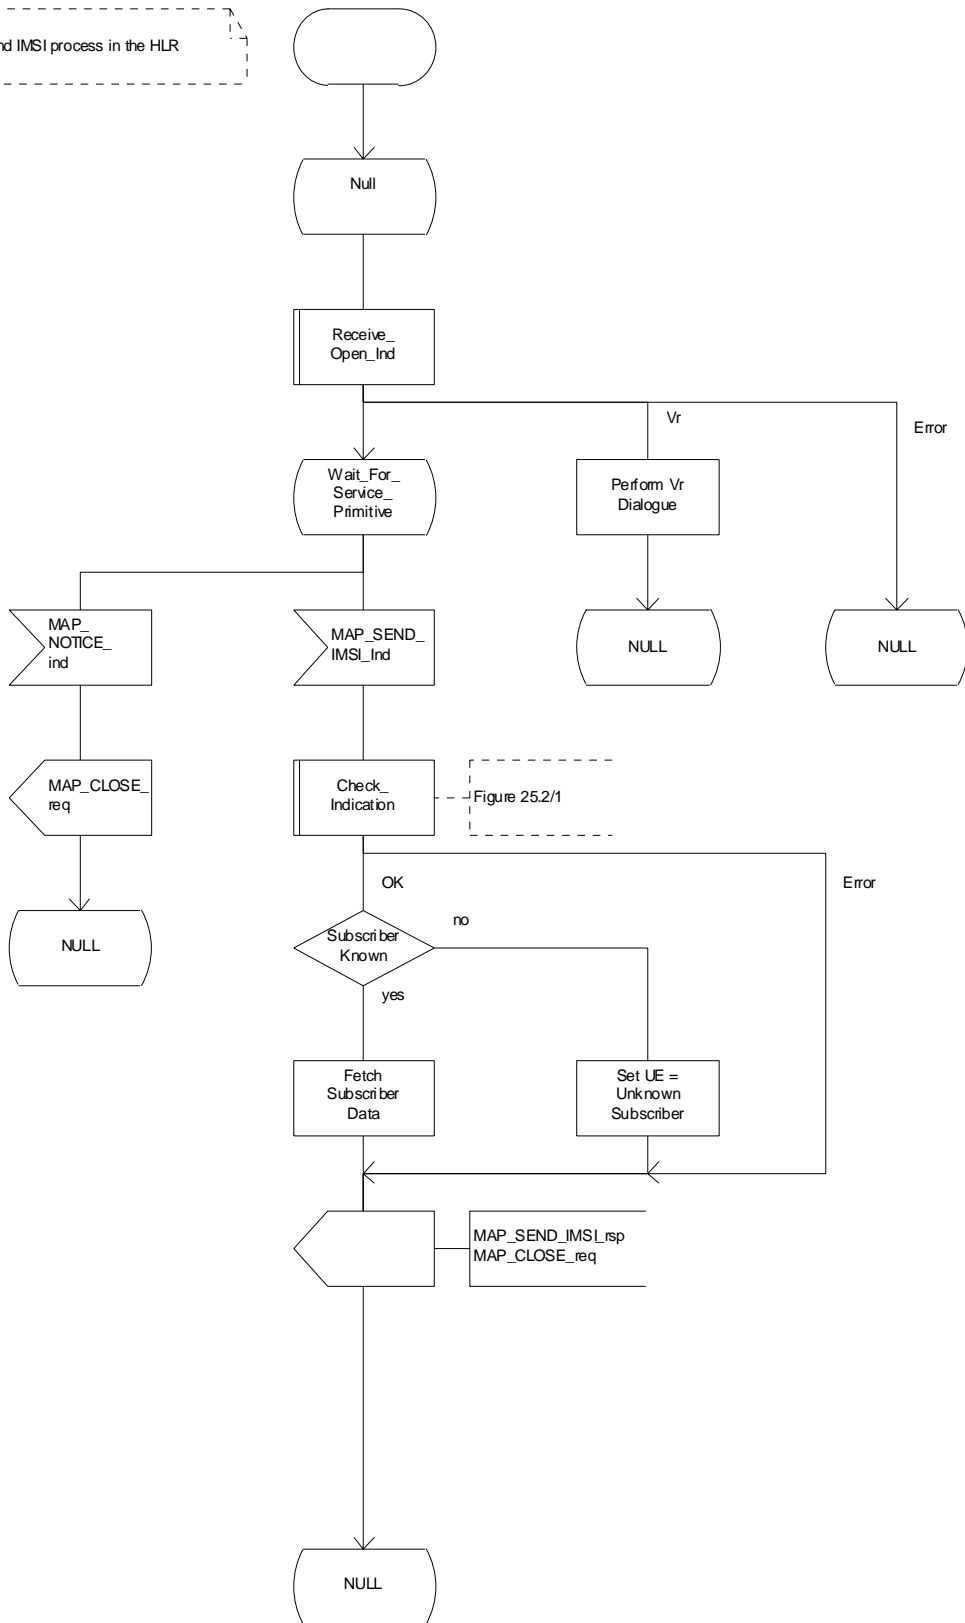 nd IMSI process in the HLR
Null
Receive_
Open_Ind
Vr
Error
Wait_For_
Service_
Primitive
Perform Vr
Dialogue
MAP_
NOTICE_
ind
MAP_SEND_
IMSI_Ind
NULL
NULL
MAP_CLOSE_
req
Check_
Indication
Figure 25.2/1
OK
Error
NULL
Subscriber
Known
no
yes
Fetch
Subscriber
Data
Set UE =
Unknown
Subscriber
MAP_SEND_IMSI_rsp
MAP_CLOSE_req
NULL